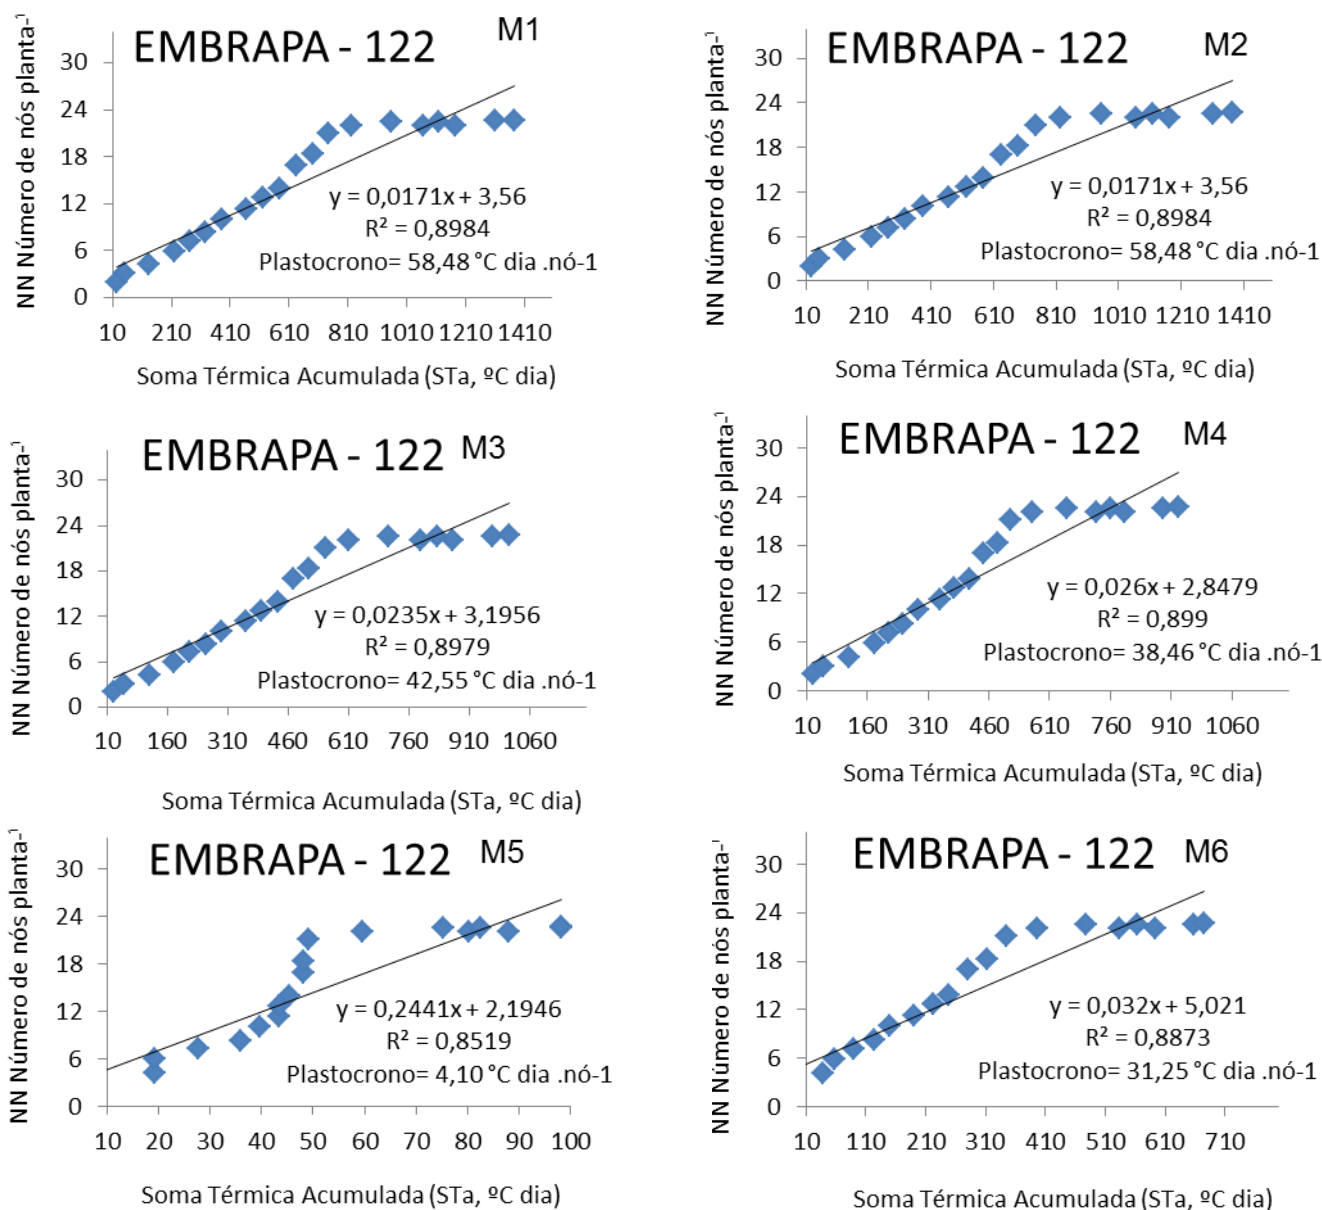 EMBRAPA - 122 M1
NN Número de nós planta-¹
30
24
18
12
6
0
y = 0,0171x + 3,56
R² = 0,8984
Plastocrono= 58,48 °C dia .nó-1
10 210 410 610 810 1010 1210 1410
Soma Térmica Acumulada (STa, ºC dia)
EMBRAPA - 122 M2
NN Número de nós planta-¹
30
24
18
12
6
0
y = 0,0171x + 3,56
R² = 0,8984
Plastocrono= 58,48 °C dia .nó-1
10 210 410 610 810 1010 1210 1410
Soma Térmica Acumulada (STa, ºC dia)
EMBRAPA - 122 M3
NN Número de nós planta-¹
30
24
18
12
6
0
y = 0,0235x + 3,1956
R² = 0,8979
Plastocrono= 42,55 °C dia .nó-1
10 160 310 460 610 760 910 1060
Soma Térmica Acumulada (STa, ºC dia)
EMBRAPA - 122 M4
NN Número de nós planta-¹
30
24
18
12
6
0
y = 0,026x + 2,8479
R² = 0,899
Plastocrono= 38,46 °C dia .nó-1
10 160 310 460 610 760 910 1060
Soma Térmica Acumulada (STa, ºC dia)
EMBRAPA - 122 M5
NN Número de nós planta-¹
30
24
18
12
6
0
y = 0,2441x + 2,1946
R² = 0,8519
Plastocrono= 4,10 °C dia .nó-1
10 20 30 40 50 60 70 80 90 100
Soma Térmica Acumulada (STa, ºC dia)
EMBRAPA - 122 M6
NN Número de nós planta-¹
30
24
18
12
6
0
y = 0,032x + 5,021
R² = 0,8873
Plastocrono= 31,25 °C dia .nó-1
10 110 210 310 410 510 610 710
Soma Térmica Acumulada (STa, ºC dia)